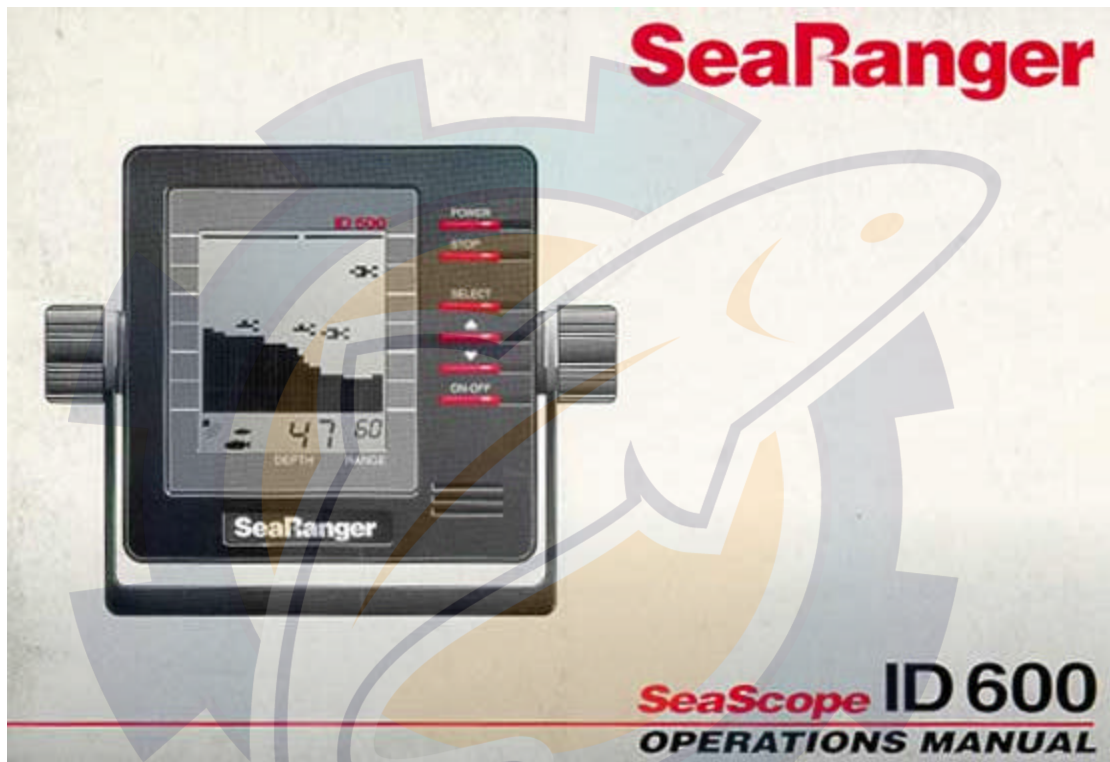 SeaRanger
ID 600
POWER
STOP
SELECT
ON-OFF
47 60
DEPTH RANGE
SeaRanger
SeaScope ID 600
OPERATIONS MANUAL